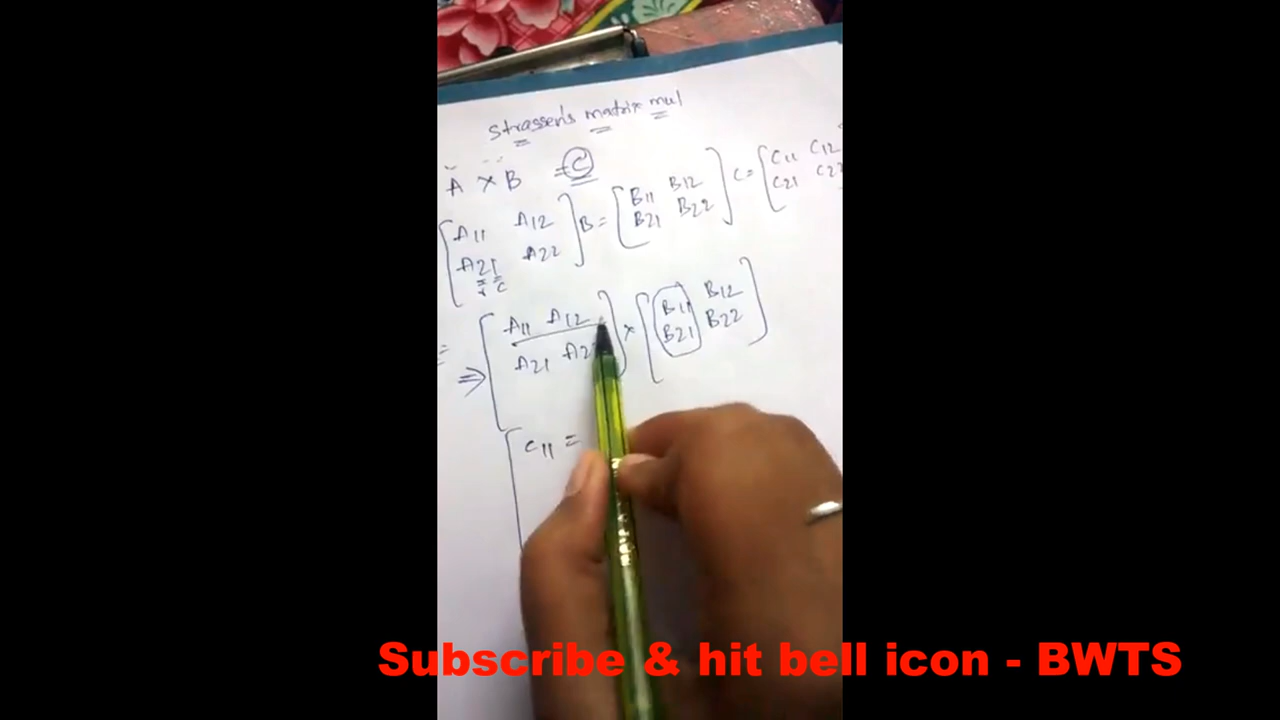 Strassen's matrix mul
A × B = C
[A11 A12] B = [B11 B12] C = [C11 C12
A21 A22 B21 B22 C21 C22
r c
⇒ [A11 A12] × [B11 B12]
A21 A22 B21 B22
[C11 =
Subscribe & hit bell icon - BWTS